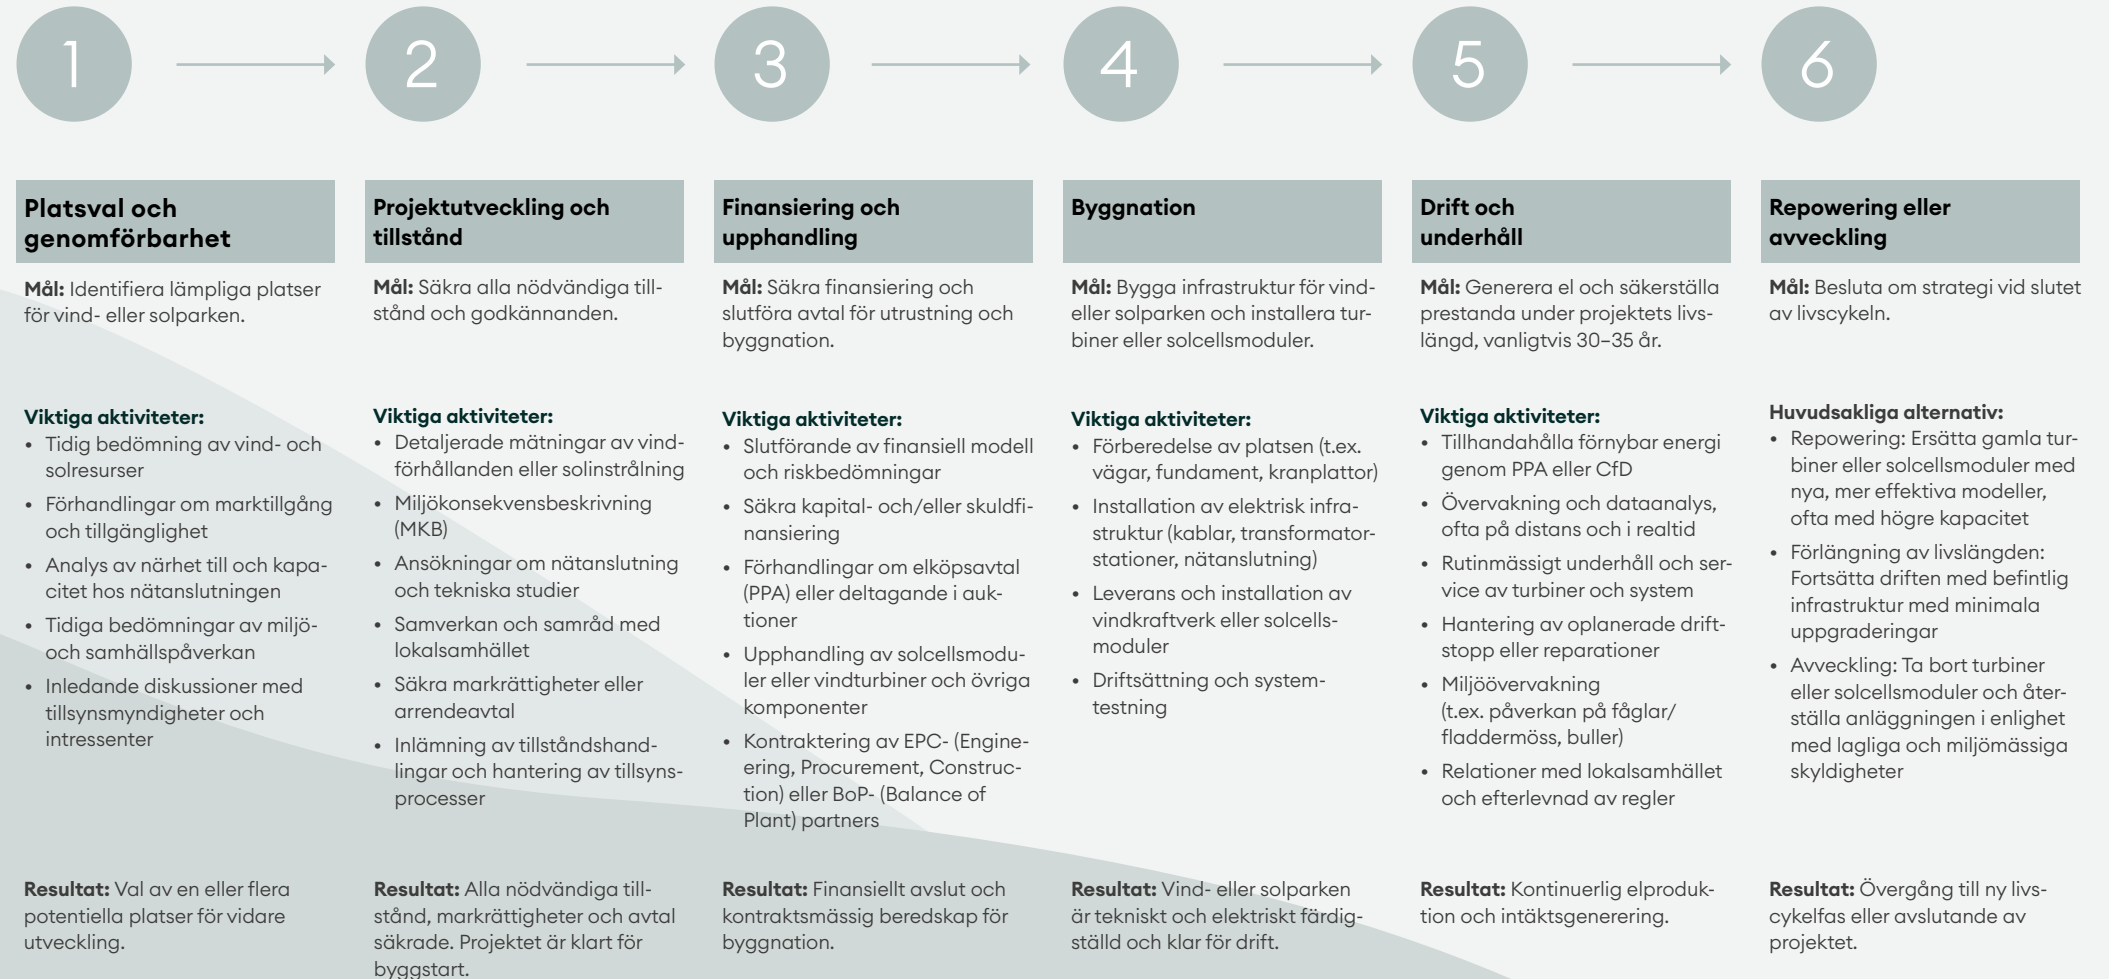 1
2
3
4
5
6
Platsval och
genomförbarhet
Mål: Identifiera lämpliga platser
för vind- eller solparken.
Viktiga aktiviteter:
• Tidig bedömning av vind- och
solresurser
• Förhandlingar om marktillgång
och tillgänglighet
• Analys av närhet till och kapa-
citet hos nätanslutningen
• Tidiga bedömningar av miljö-
och samhällspåverkan
• Inledande diskussioner med
tillsynsmyndigheter och
intressenter
Resultat: Val av en eller flera
potentiella platser för vidare
utveckling.
Projektutveckling och
tillstånd
Mål: Säkra alla nödvändiga till-
stånd och godkännanden.
Viktiga aktiviteter:
• Detaljerade mätningar av vind-
förhållanden eller solinstrålning
• Miljökonsekvensbeskrivning
(MKB)
• Ansökningar om nätanslutning
och tekniska studier
• Samverkan och samråd med
lokalsamhället
• Säkra markrättigheter eller
arrendeavtal
• Inlämning av tillståndshand-
lingar och hantering av tillsyns-
processer
Resultat: Alla nödvändiga till-
stånd, markrättigheter och avtal
säkrade. Projektet är klart för
byggstart.
Finansiering och
upphandling
Mål: Säkra finansiering och
slutföra avtal för utrustning och
byggnation.
Viktiga aktiviteter:
• Slutförande av finansiell modell
och riskbedömningar
• Säkra kapital- och/eller skuldfi-
nansiering
• Förhandlingar om elköpsavtal
(PPA) eller deltagande i auk-
tioner
• Upphandling av solcellsmodu-
ler eller vindturbiner och övriga
komponenter
• Kontraktering av EPC- (Engine-
ering, Procurement, Construc-
tion) eller BoP- (Balance of
Plant) partners
Resultat: Finansiellt avslut och
kontraktsmässig beredskap för
byggnation.
Byggnation
Mål: Bygga infrastruktur för vind-
eller solparken och installera tur-
biner eller solcellsmoduler.
Viktiga aktiviteter:
• Förberedelse av platsen (t.ex.
vägar, fundament, kranplattor)
• Installation av elektrisk infra-
struktur (kablar, transformator-
stationer, nätanslutning)
• Leverans och installation av
vindkraftverk eller solcells-
moduler
• Driftsättning och system-
testning
Resultat: Vind- eller solparken
är tekniskt och elektriskt färdig-
ställd och klar för drift.
Drift och
underhåll
Mål: Generera el och säkerställa
prestanda under projektets livs-
längd, vanligtvis 30–35 år.
Viktiga aktiviteter:
• Tillhandahålla förnybar energi
genom PPA eller CfD
• Övervakning och dataanalys,
ofta på distans och i realtid
• Rutinmässigt underhåll och ser-
vice av turbiner och system
• Hantering av oplanerade drift-
stopp eller reparationer
• Miljöövervakning
(t.ex. påverkan på fåglar/
fladdermöss, buller)
• Relationer med lokalsamhället
och efterlevnad av regler
Resultat: Kontinuerlig elproduk-
tion och intäktsgenerering.
Repowering eller
avveckling
Mål: Besluta om strategi vid slutet
av livscykeln.
Huvudsakliga alternativ:
• Repowering: Ersätta gamla tur-
biner eller solcellsmoduler med
nya, mer effektiva modeller,
ofta med högre kapacitet
• Förlängning av livslängden:
Fortsätta driften med befintlig
infrastruktur med minimala
uppgraderingar
• Avveckling: Ta bort turbiner
eller solcellsmoduler och åter-
ställa anläggningen i enlighet
med lagliga och miljömässiga
skyldigheter
Resultat: Övergång till ny livs-
cykelfas eller avslutande av
projektet.